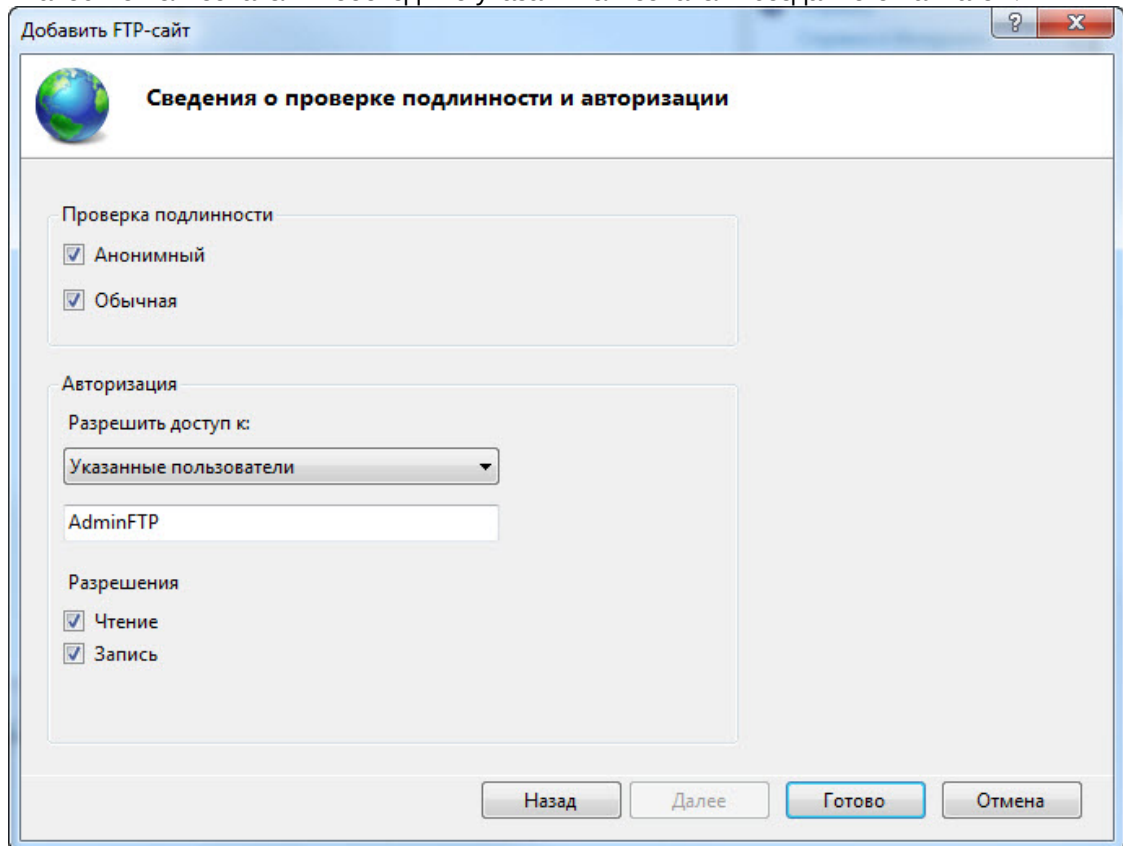 Добавить FTP-сайт
Сведения о проверке подлинности и авторизации
Проверка подлинности
Анонимный
Обычная
Авторизация
Разрешить доступ к:
Указанные пользователи
AdminFTP
Разрешения
Чтение
Запись
Назад Далее Готово Отмена